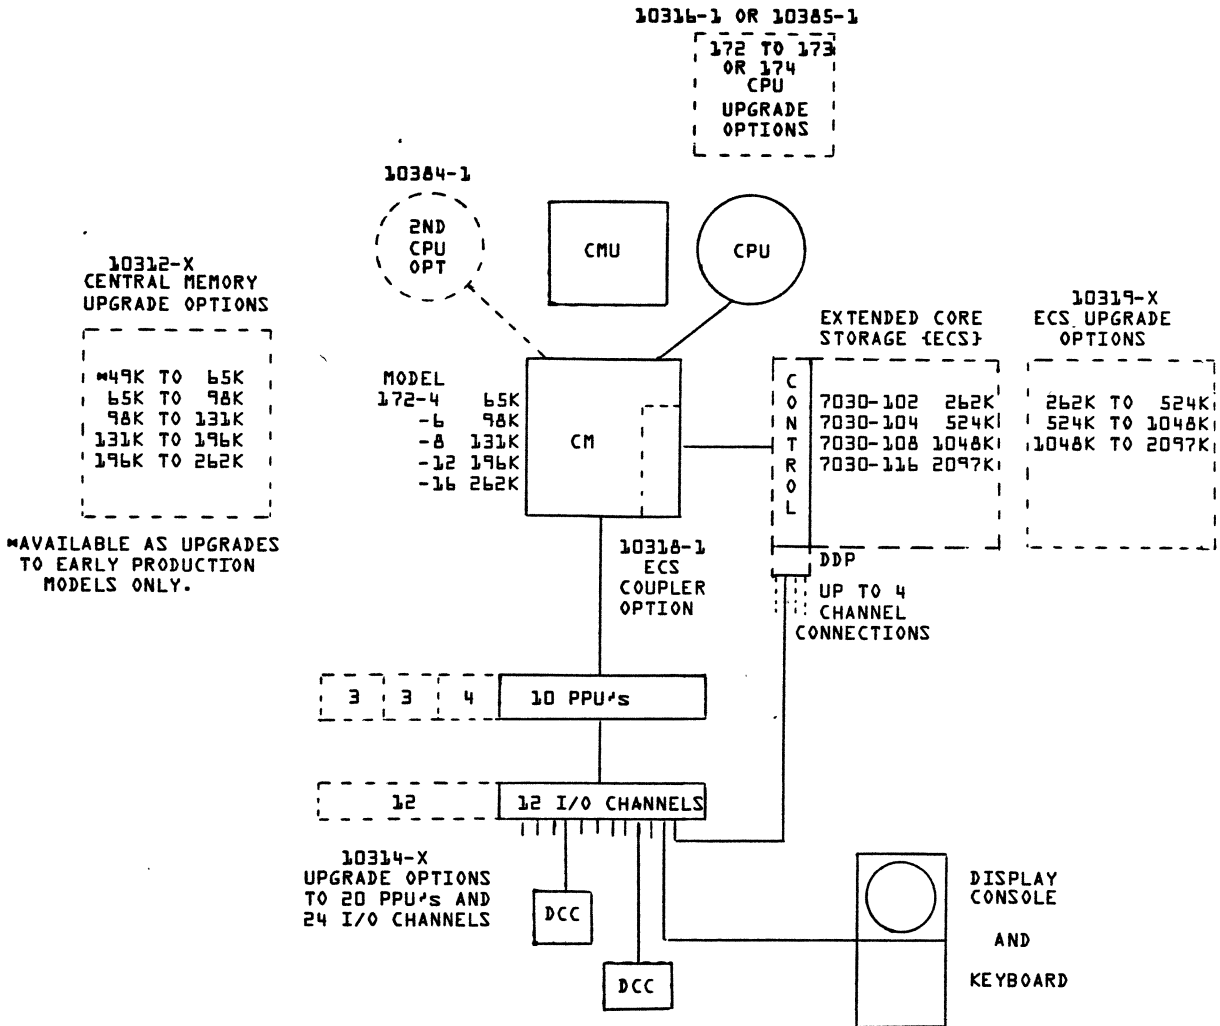 10316-1 OR 10385-1
172 TO 173
OR 174
CPU
UPGRADE
OPTIONS
10384-1
2ND
CPU
OPT
CMU
CPU
10312-X
CENTRAL MEMORY
UPGRADE OPTIONS
*49K TO 65K
65K TO 98K
98K TO 131K
131K TO 196K
196K TO 262K
*AVAILABLE AS UPGRADES
TO EARLY PRODUCTION
MODELS ONLY.
MODEL
172-4 65K
-6 98K
-8 131K
-12 196K
-16 262K
CM
10318-1
ECS
COUPLER
OPTION
EXTENDED CORE
STORAGE {ECS}
CONTROL
7030-102 262K
7030-104 524K
7030-108 1048K
7030-116 2097K
10319-X
ECS UPGRADE
OPTIONS
262K TO 524K
524K TO 1048K
1048K TO 2097K
DDP
UP TO 4
CHANNEL
CONNECTIONS
3 3 4 10 PPU's
12 12 I/O CHANNELS
10314-X
UPGRADE OPTIONS
TO 20 PPU's AND
24 I/O CHANNELS
DCC
DCC
DISPLAY
CONSOLE
AND
KEYBOARD